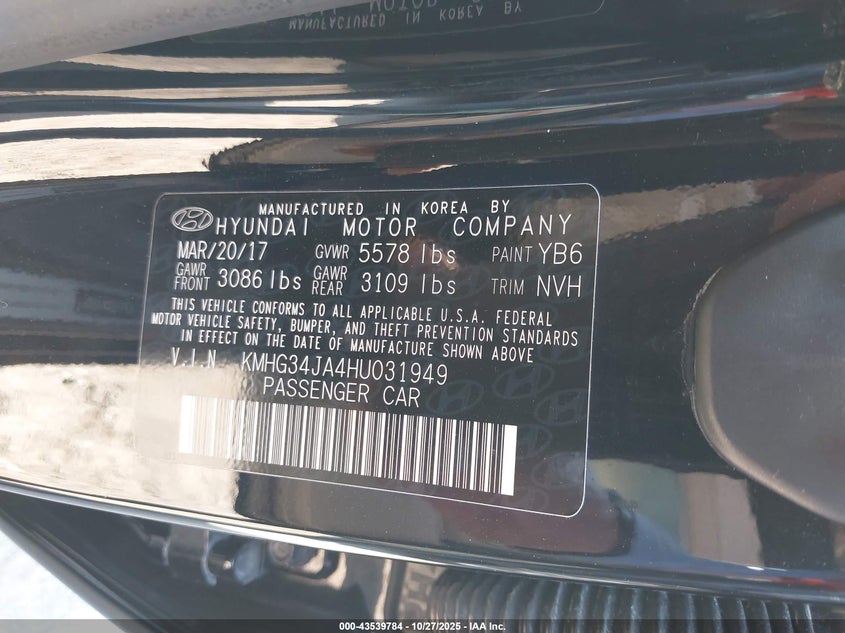 MANUFACTURED IN KOREA BY
HYUNDAI MOTOR COMPANY
MAR/20/17 GVWR 5578 lbs PAINT YB6
GAWR FRONT 3086 lbs GAWR REAR 3109 lbs TRIM NVH
THIS VEHICLE CONFORMS TO ALL APPLICABLE U.S.A. FEDERAL
MOTOR VEHICLE SAFETY, BUMPER, AND THEFT PREVENTION STANDARDS
IN EFFECT ON THE DATE OF MANUFACTURE SHOWN ABOVE
V.I.N. KMHG34JA4HU031949
PASSENGER CAR
000-43539784 | 10/27/2025 - IAA Inc.